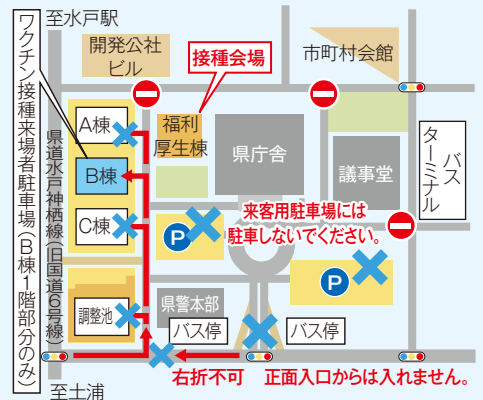 至水戸駅
開発公社
ビル
接種会場
市町村会館
ワクチン接種来場者駐車場（B棟１階部分のみ）
県道水戸神栖線（旧国道６号線）
A棟
B棟
C棟
福利
厚生棟
県庁舎
議事堂
バス
ターミナル
来客用駐車場には
駐車しないでください。
P
P
調整池
県警本部
バス停
バス停
右折不可
正面入口からは入れません。
至土浦